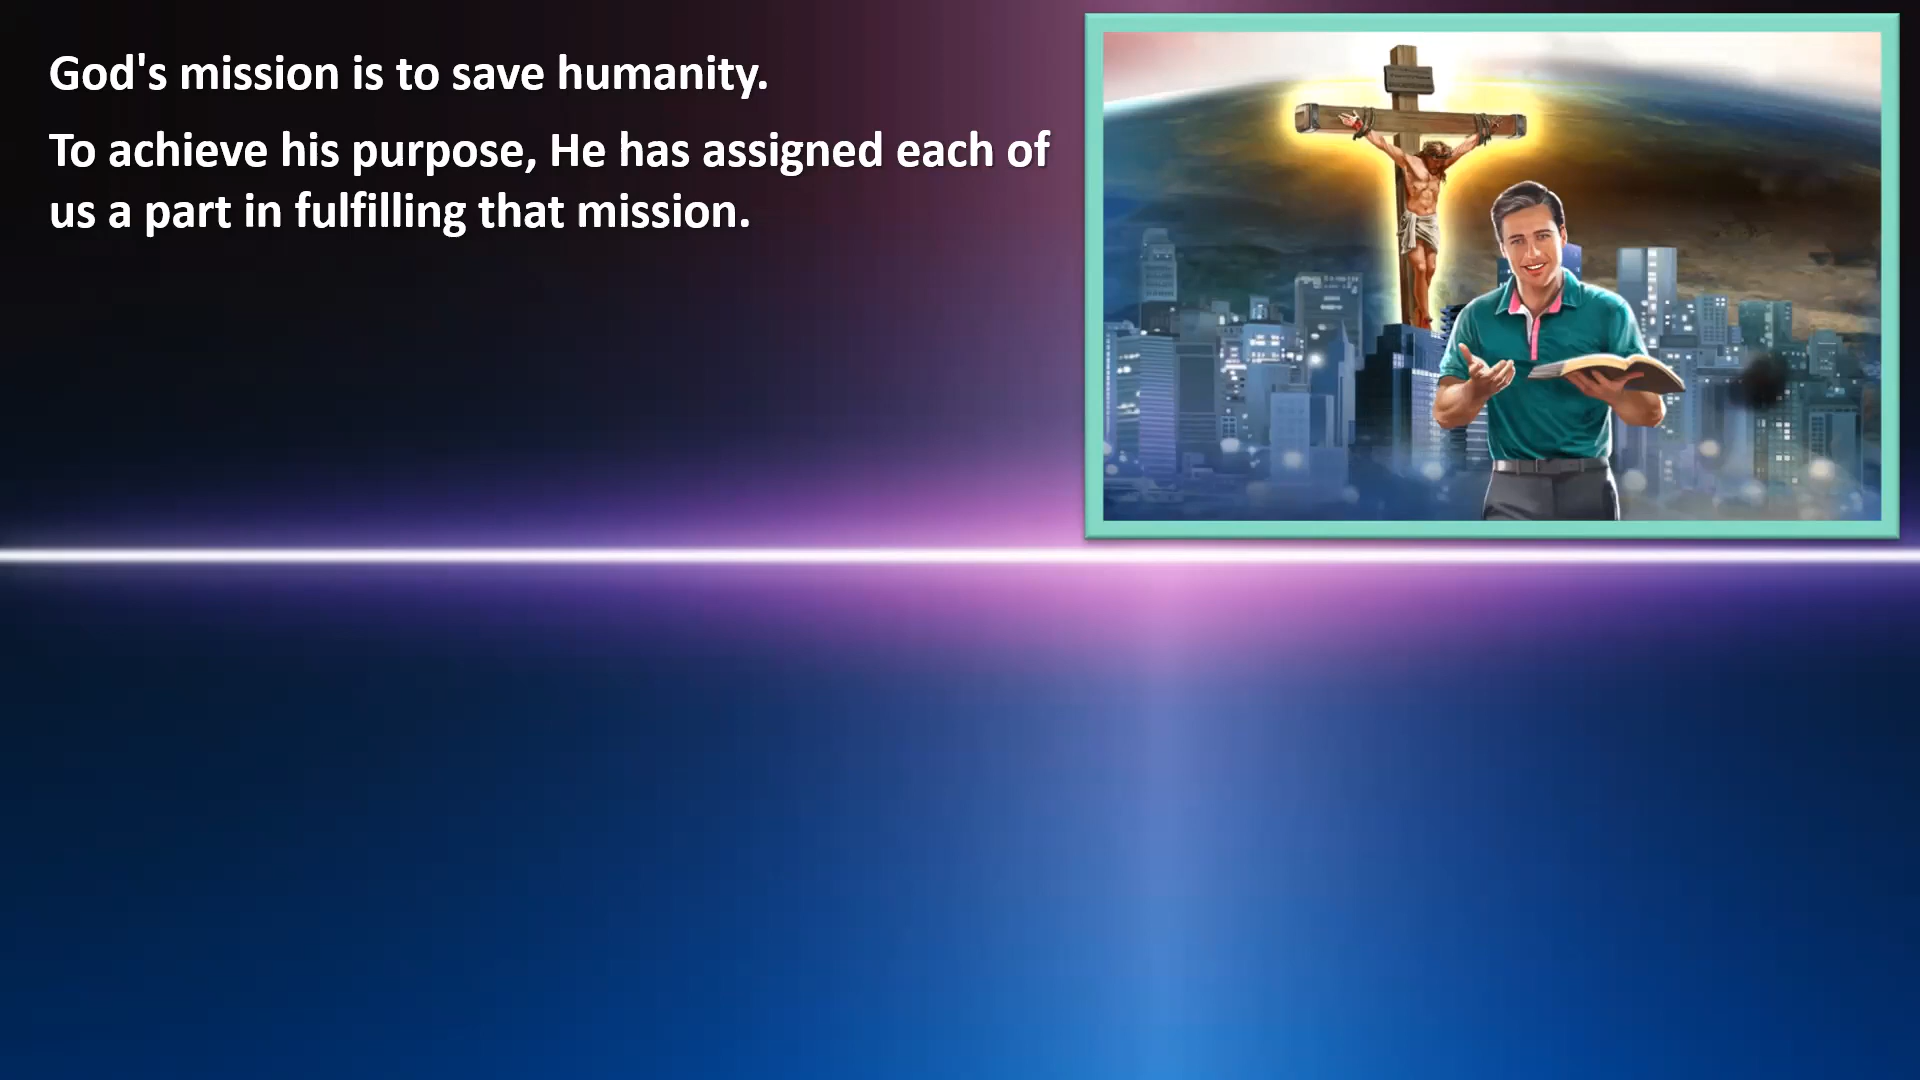 God's mission is to save humanity.
To achieve his purpose, He has assigned each of
us a part in fulfilling that mission.